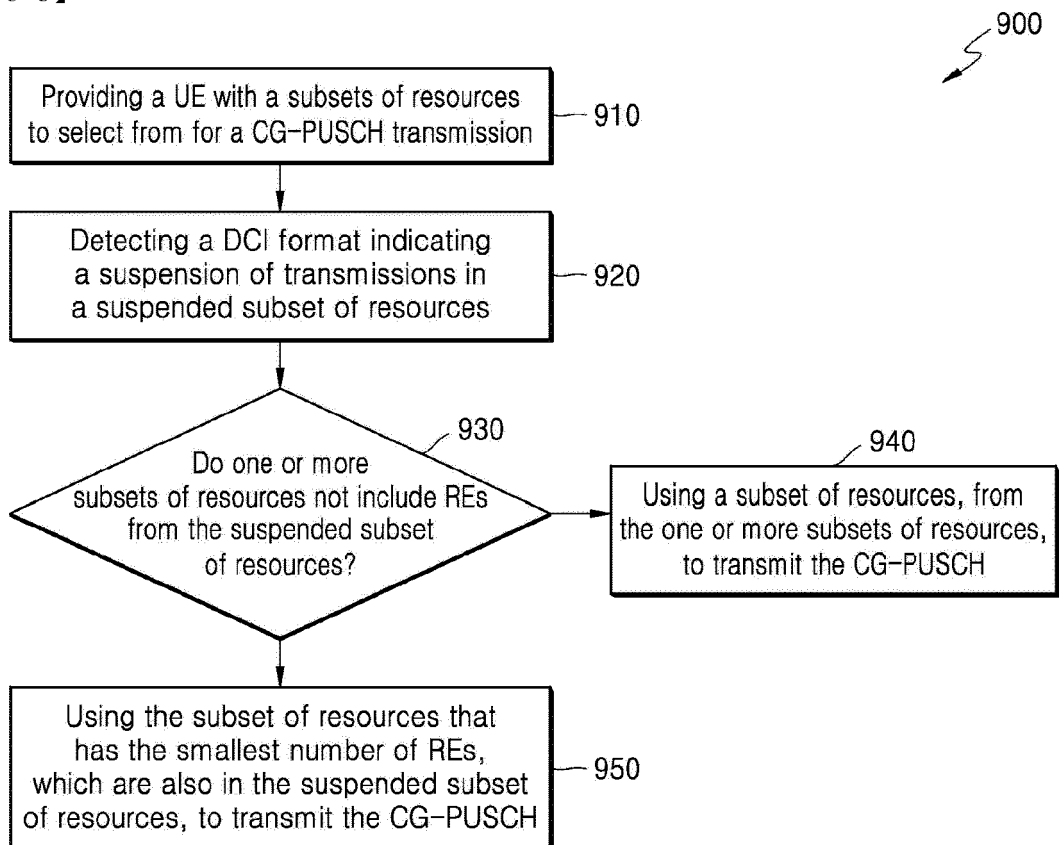 900
Providing a UE with a subsets of resources
to select from for a CG-PUSCH transmission
910
Detecting a DCI format indicating
a suspension of transmissions in
a suspended subset of resources
920
930
Do one or more
subsets of resources not include REs
from the suspended subset
of resources?
940
Using a subset of resources, from
the one or more subsets of resources,
to transmit the CG-PUSCH
Using the subset of resources that
has the smallest number of REs,
which are also in the suspended subset
of resources, to transmit the CG-PUSCH
950